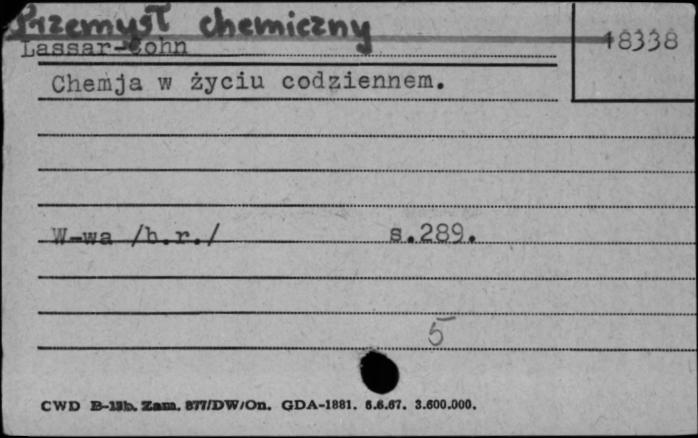 Przemysł chemiczny
18338
Lassar-Cohn
Chemja w życiu codziennem.
W-wa /b.r./ s.289.
5
CWD B-13b. Zam. 877/DW/On. GDA-1881. 6.6.67. 3.600.000.